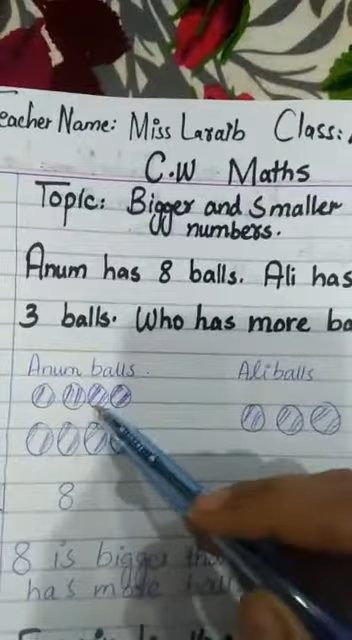 Teacher Name: Miss Laraib Class:
C.W Maths
Topic: Bigger and Smaller
numbers.
Anum has 8 balls. Ali has
3 balls. Who has more
Anum balls.
Ali balls
8
8 is bigger
has more